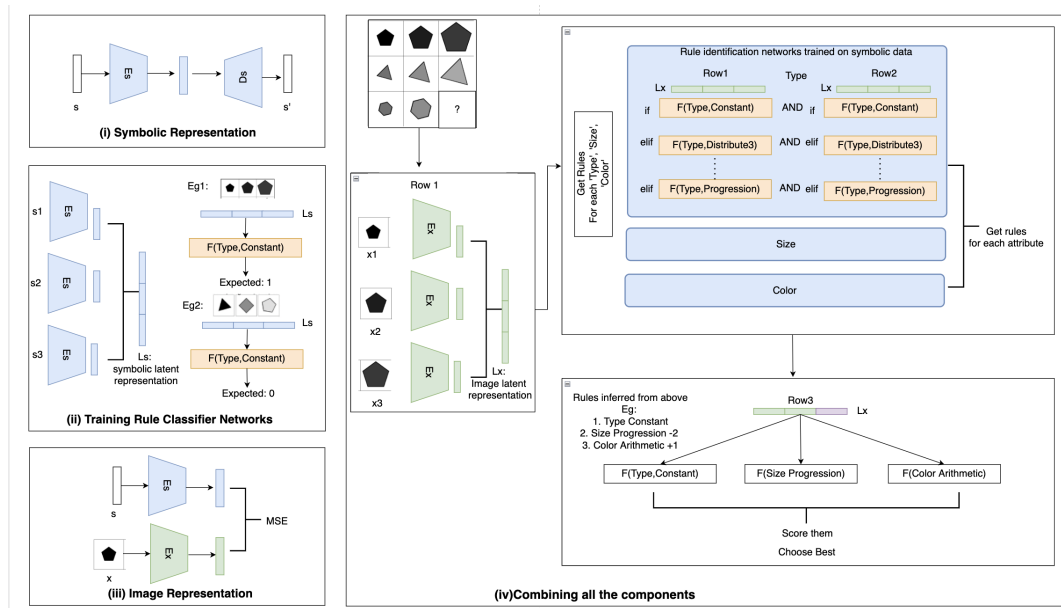 s
Es
Ds
s'
(i) Symbolic Representation
s1
Es
s2
Es
s3
Es
Ls:
symbolic latent
representation
Eg1:
Ls
F(Type,Constant)
Expected: 1
Eg2:
Ls
F(Type,Constant)
Expected: 0
(ii) Training Rule Classifier Networks
s
Es
MSE
x
Ex
(iii) Image Representation
?
Row 1
x1
Ex
x2
Ex
x3
Ex
Lx:
Image latent
representation
Get Rules
For each 'Type', 'Size',
'Color'
Rule identification networks trained on symbolic data
Row1 Type Row2
Lx Lx
if F(Type,Constant) AND if F(Type,Constant)
elif F(Type,Distribute3) AND elif F(Type,Distribute3)
elif F(Type,Progression) AND elif F(Type,Progression)
Size
Color
Get rules
for each attribute
Rules inferred from above
Eg:
1. Type Constant
2. Size Progression -2
3. Color Arithmetic +1
Row3
Lx
F(Type,Constant) F(Size Progression) F(Color Arithmetic)
Score them
Choose Best
(iv)Combining all the components